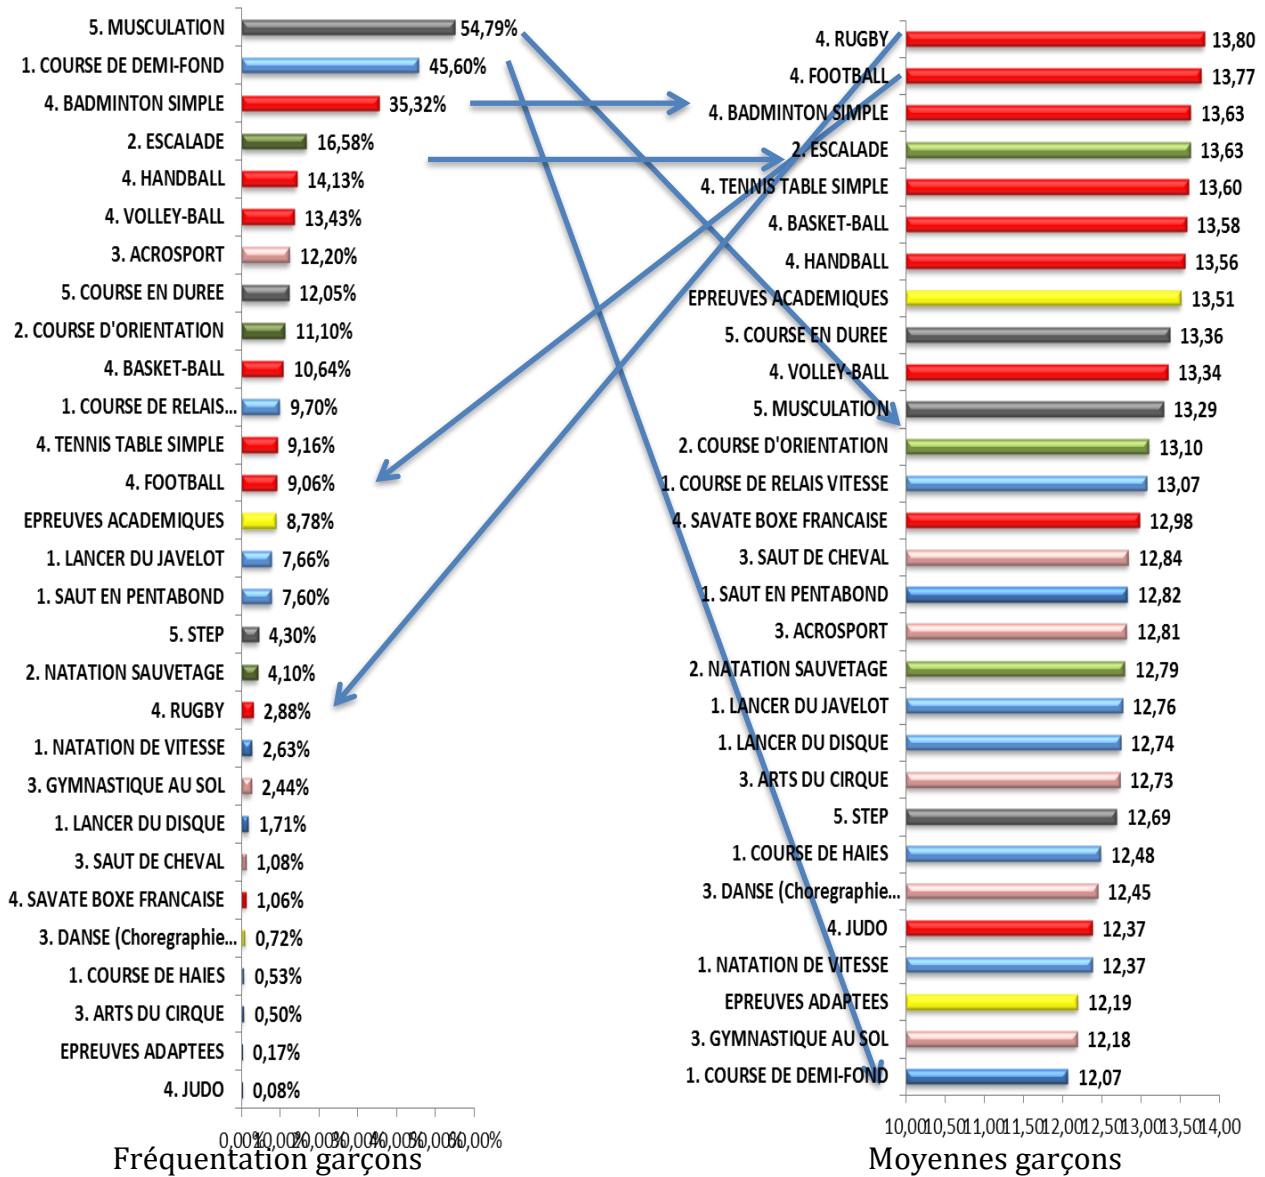 5. MUSCULATION 54,79%
1. COURSE DE DEMI-FOND 45,60%
4. BADMINTON SIMPLE 35,32%
2. ESCALADE 16,58%
4. HANDBALL 14,13%
4. VOLLEY-BALL 13,43%
3. ACROSPORT 12,20%
5. COURSE EN DUREE 12,05%
2. COURSE D'ORIENTATION 11,10%
4. BASKET-BALL 10,64%
1. COURSE DE RELAIS... 9,70%
4. TENNIS TABLE SIMPLE 9,16%
4. FOOTBALL 9,06%
EPREUVES ACADEMIQUES 8,78%
1. LANCER DU JAVELOT 7,66%
1. SAUT EN PENTABOND 7,60%
5. STEP 4,30%
2. NATATION SAUVETAGE 4,10%
4. RUGBY 2,88%
1. NATATION DE VITESSE 2,63%
3. GYMNASTIQUE AU SOL 2,44%
1. LANCER DU DISQUE 1,71%
3. SAUT DE CHEVAL 1,08%
4. SAVATE BOXE FRANCAISE 1,06%
3. DANSE (Choregraphie... 0,72%
1. COURSE DE HAIES 0,53%
3. ARTS DU CIRQUE 0,50%
EPREUVES ADAPTEES 0,17%
4. JUDO 0,08%
0,00% 10,00% 20,00% 30,00% 40,00% 50,00% 60,00%
Fréquentation garçons
4. RUGBY 13,80
4. FOOTBALL 13,77
4. BADMINTON SIMPLE 13,63
2. ESCALADE 13,63
4. TENNIS TABLE SIMPLE 13,60
4. BASKET-BALL 13,58
4. HANDBALL 13,56
EPREUVES ACADEMIQUES 13,51
5. COURSE EN DUREE 13,36
4. VOLLEY-BALL 13,34
5. MUSCULATION 13,29
2. COURSE D'ORIENTATION 13,10
1. COURSE DE RELAIS VITESSE 13,07
4. SAVATE BOXE FRANCAISE 12,98
3. SAUT DE CHEVAL 12,84
1. SAUT EN PENTABOND 12,82
3. ACROSPORT 12,81
2. NATATION SAUVETAGE 12,79
1. LANCER DU JAVELOT 12,76
1. LANCER DU DISQUE 12,74
3. ARTS DU CIRQUE 12,73
5. STEP 12,69
1. COURSE DE HAIES 12,48
3. DANSE (Choregraphie... 12,45
4. JUDO 12,37
1. NATATION DE VITESSE 12,37
EPREUVES ADAPTEES 12,19
3. GYMNASTIQUE AU SOL 12,18
1. COURSE DE DEMI-FOND 12,07
10,00 10,50 11,00 11,50 12,00 12,50 13,00 13,50 14,00
Moyennes garçons